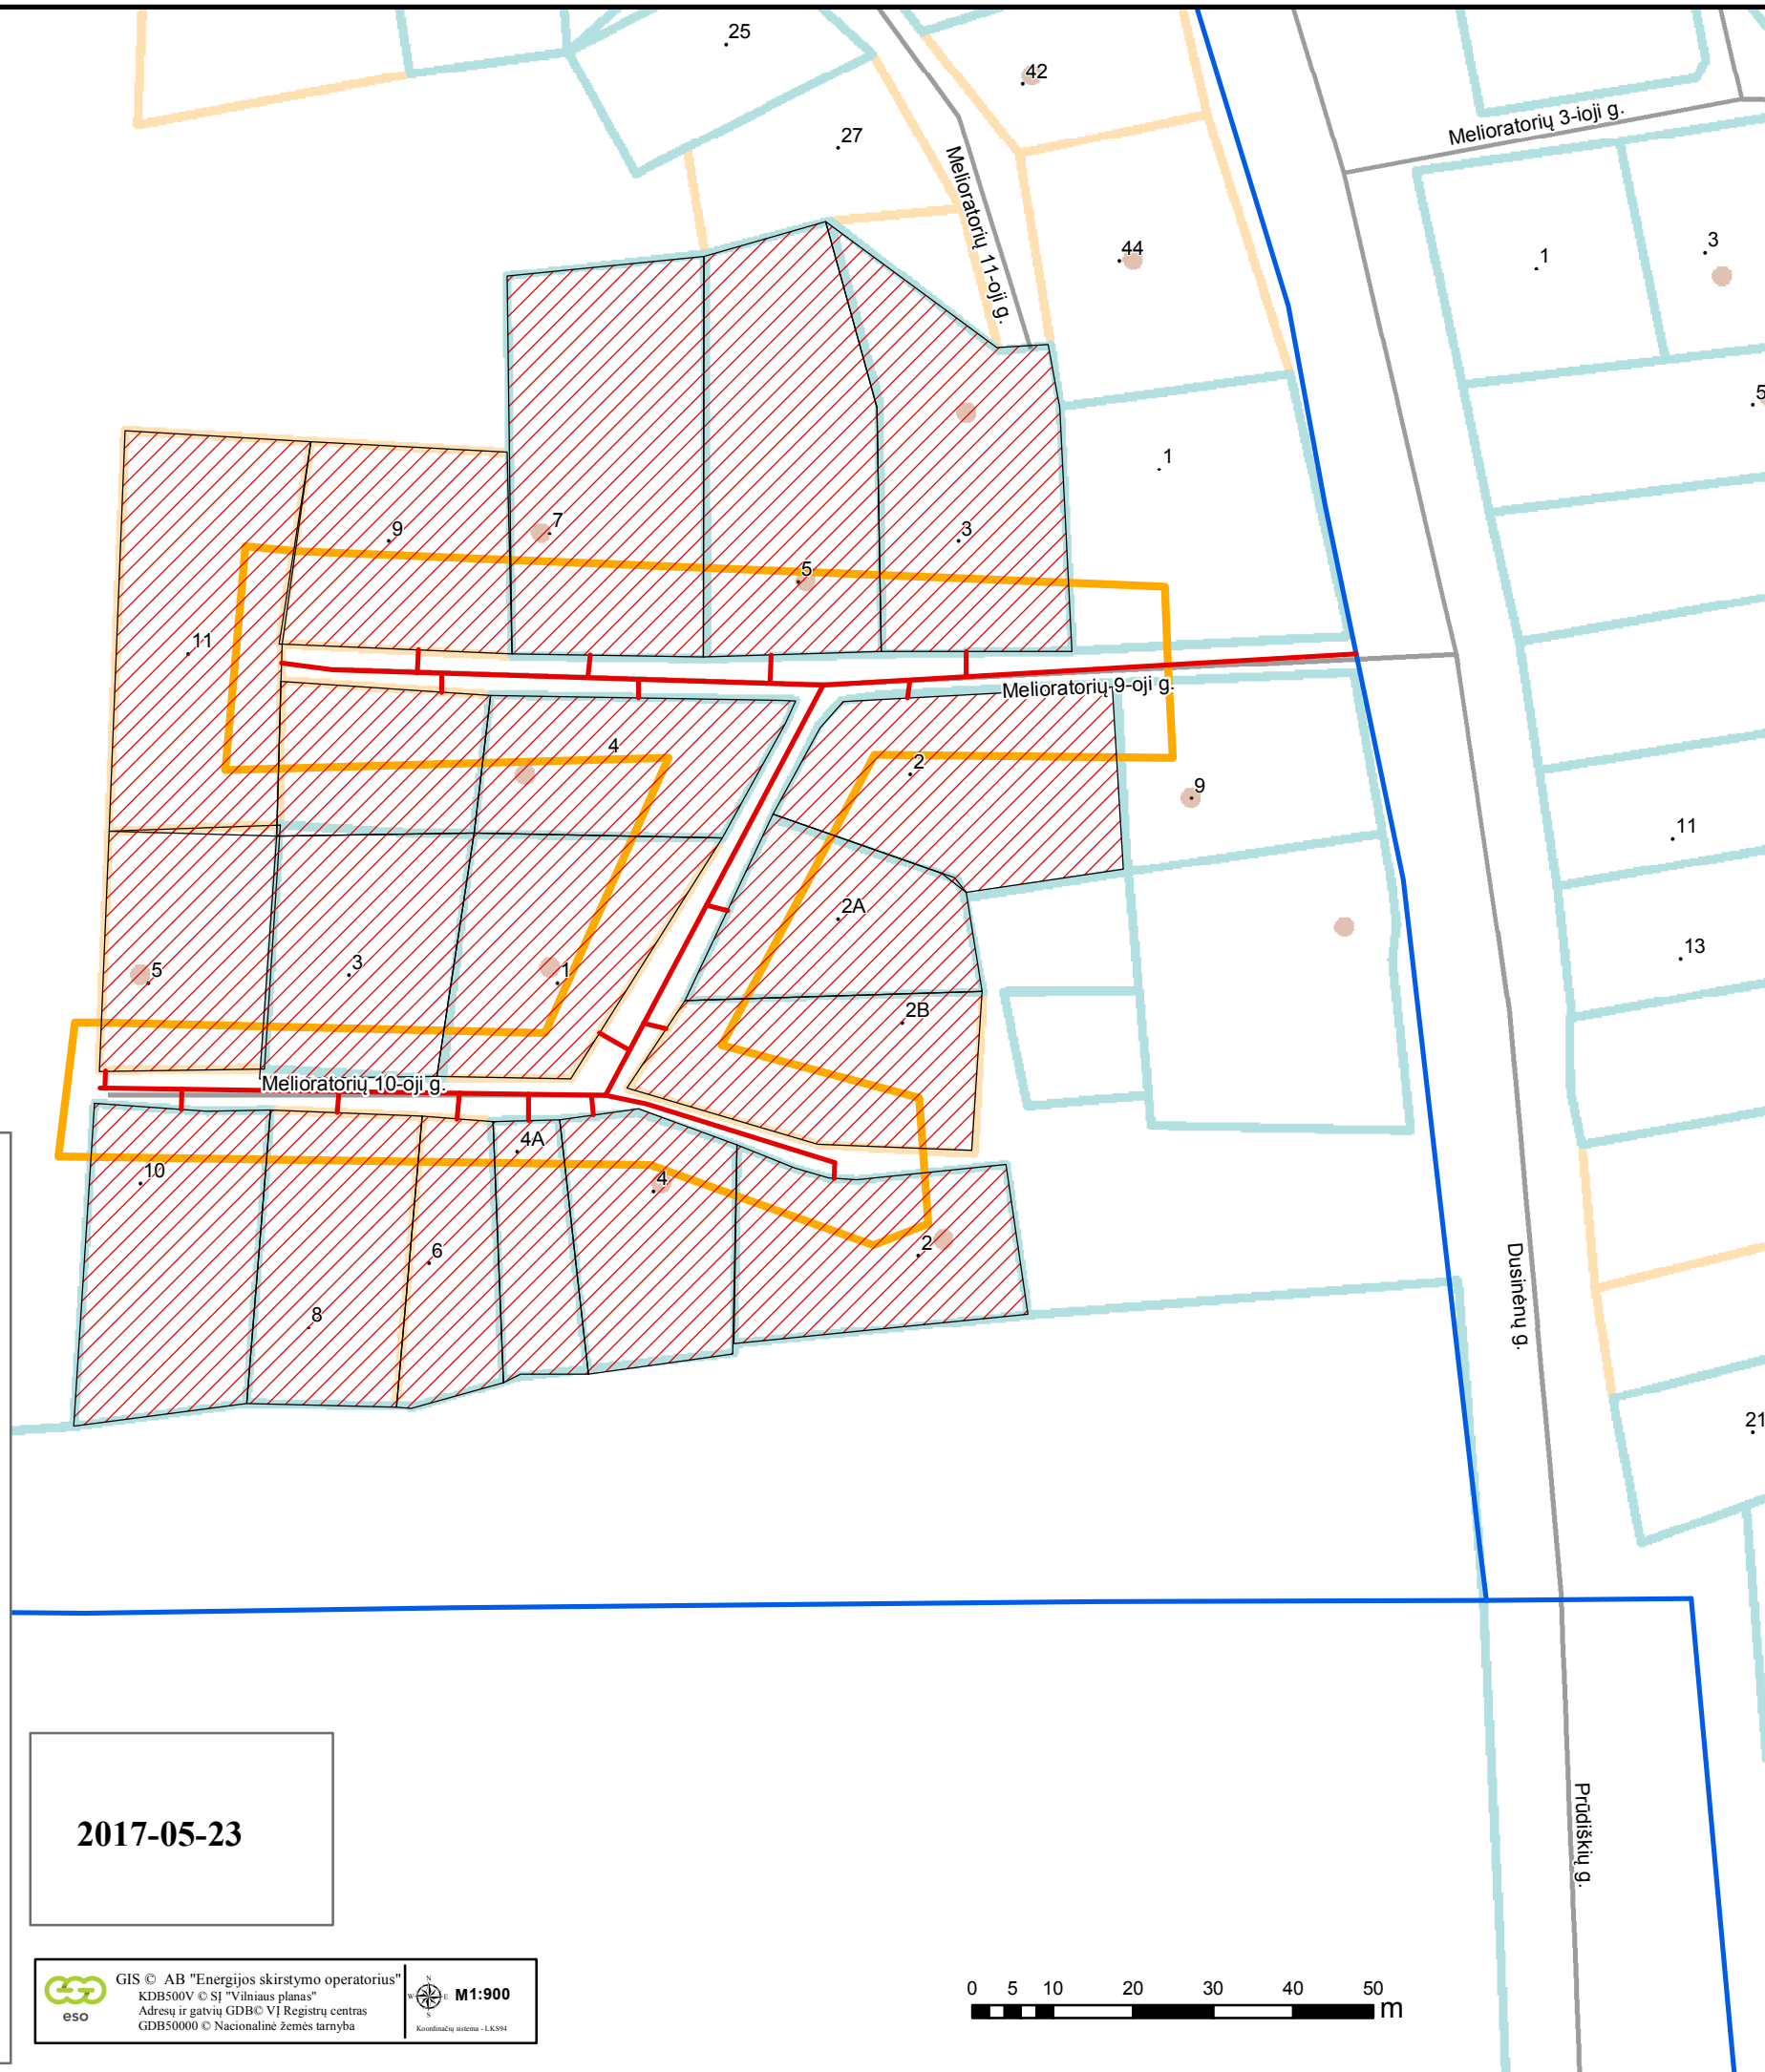 25
42
27
Melioratorių 3-ioji g.
Melioratorių 11-oji g.
44
1
3
5
1
9
7
5
3
11
Melioratorių 9-oji g.
4
2
9
11
2A
13
5
3
1
2B
Melioratorių 10-oji g.
4A
10
4
6
2
8
Dusinėnų g.
21
Prūdiškių g.
2017-05-23
GIS © AB "Energijos skirstymo operatorius"
KDB500V © SĮ "Vilniaus planas"
Adresų ir gatvių GDB© VĮ Registrų centras
GDB50000 © Nacionalinė žemės tarnyba
eso
N
W E
S
M1:900
Koordinačių sistema - LKS94
0 5 10 20 30 40 50 m